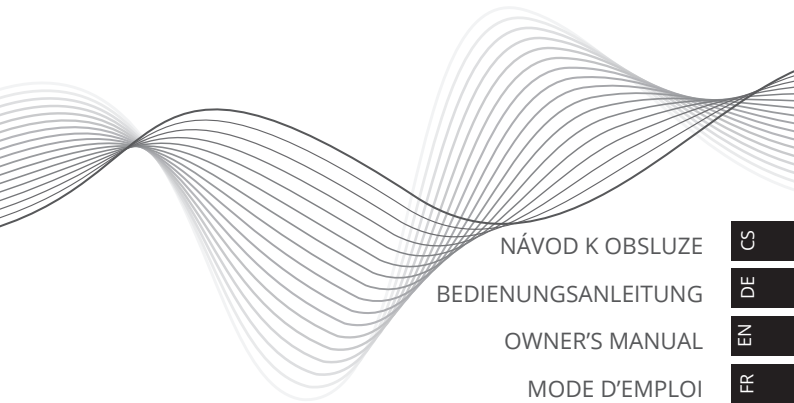 NÁVOD K OBSLUZE CS
BEDIENUNGSANLEITUNG DE
OWNER’S MANUAL EN
MODE D’EMPLOI FR